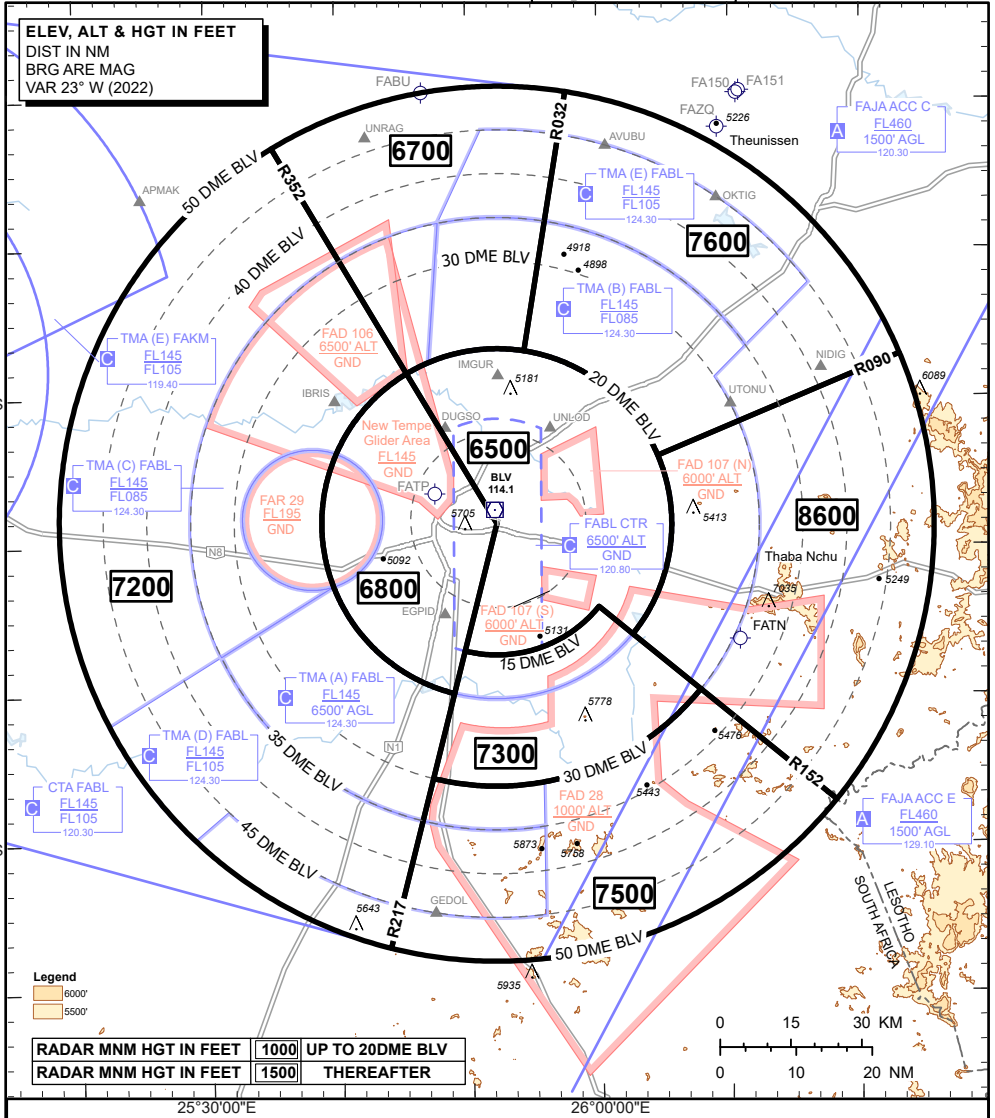 ELEV, ALT & HGT IN FEET
DIST IN NM
BRG ARE MAG
VAR 23° W (2022)
FABU
FA150
FA151
FAZQ
5226
Theunissen
FAJA ACC C
A
FL460
1500' AGL
120.30
UNRAG
6700
R032
AVUBU
50 DME BLV
R352
APMAK
TMA (E) FABL
C
FL145
FL105
124.30
OKTIG
7600
40 DME BLV
30 DME BLV
4918
4898
TMA (B) FABL
C
FL145
FL085
124.30
FAD 106
6500' ALT
GND
TMA (E) FAKM
C
FL145
FL105
119.40
IMGUR
5181
20 DME BLV
NIDIG
R090
6089
IBRIS
UTONU
DUGSO
UNLOD
New Tempe
Glider Area
FL145
GND
6500
BLV
114.1
TMA (C) FABL
C
FL145
FL085
124.30
FAD 107 (N)
6000' ALT
GND
FATP
FAR 29
FL195
GND
5705
5413
8600
FABL CTR
C
6500' ALT
GND
120.80
N8
5092
Thaba Nchu
7035
5249
7200
6800
EGPID
FAD 107 (S)
6000' ALT
GND
5131
FATN
15 DME BLV
TMA (A) FABL
C
FL145
6500' AGL
124.30
5778
5476
TMA (D) FABL
C
FL145
FL105
124.30
N1
7300
35 DME BLV
30 DME BLV
R152
5443
CTA FABL
C
FL145
FL105
120.30
FAD 28
1000' ALT
GND
FAJA ACC E
A
FL460
1500' AGL
129.10
45 DME BLV
5873
5768
7500
LESOTHO
SOUTH AFRICA
5643
GEDOL
R217
50 DME BLV
5935
Legend
6000'
5500'
0 15 30 KM
0 10 20 NM
RADAR MNM HGT IN FEET 1000 UP TO 20DME BLV
RADAR MNM HGT IN FEET 1500 THEREAFTER
25°30'00"E
26°00'00"E